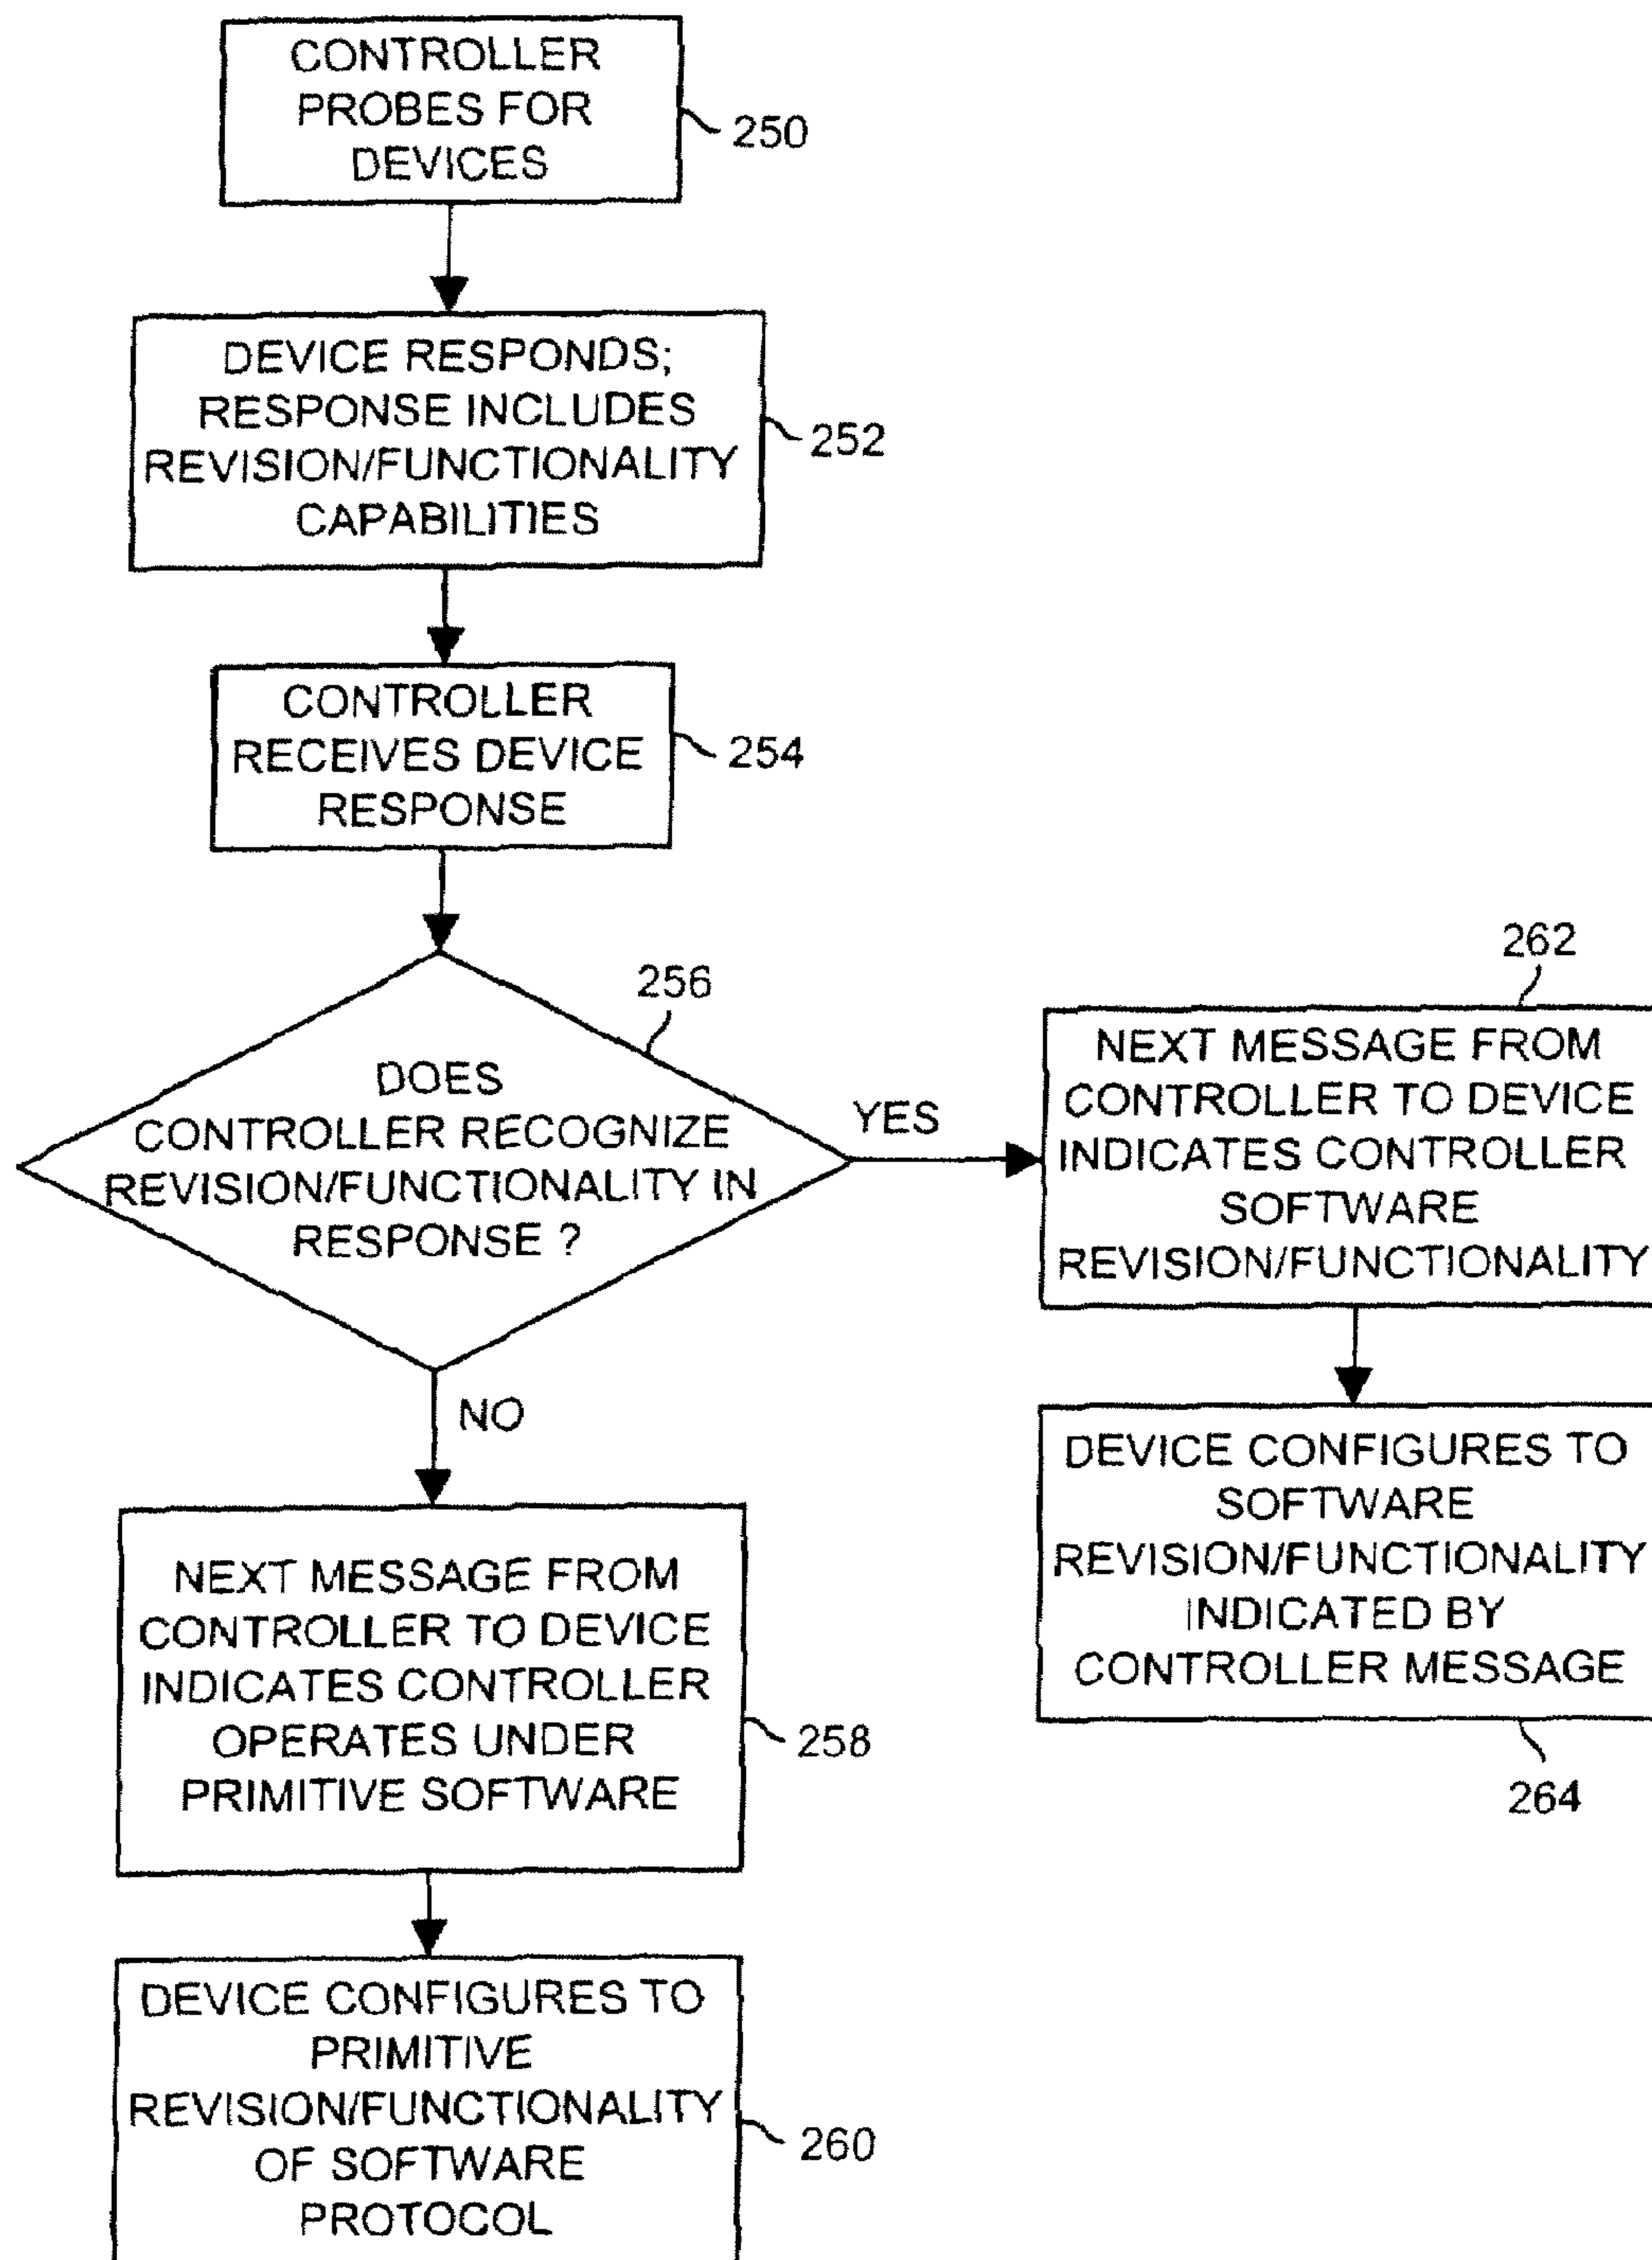 CONTROLLER
PROBES FOR
DEVICES
250
DEVICE RESPONDS;
RESPONSE INCLUDES
REVISION/FUNCTIONALITY
CAPABILITIES
252
CONTROLLER
RECEIVES DEVICE
RESPONSE
254
256
DOES
CONTROLLER RECOGNIZE
REVISION/FUNCTIONALITY IN
RESPONSE ?
YES
262
NEXT MESSAGE FROM
CONTROLLER TO DEVICE
INDICATES CONTROLLER
SOFTWARE
REVISION/FUNCTIONALITY
DEVICE CONFIGURES TO
SOFTWARE
REVISION/FUNCTIONALITY
INDICATED BY
CONTROLLER MESSAGE
264
NO
NEXT MESSAGE FROM
CONTROLLER TO DEVICE
INDICATES CONTROLLER
OPERATES UNDER
PRIMITIVE SOFTWARE
258
DEVICE CONFIGURES TO
PRIMITIVE
REVISION/FUNCTIONALITY
OF SOFTWARE
PROTOCOL
260